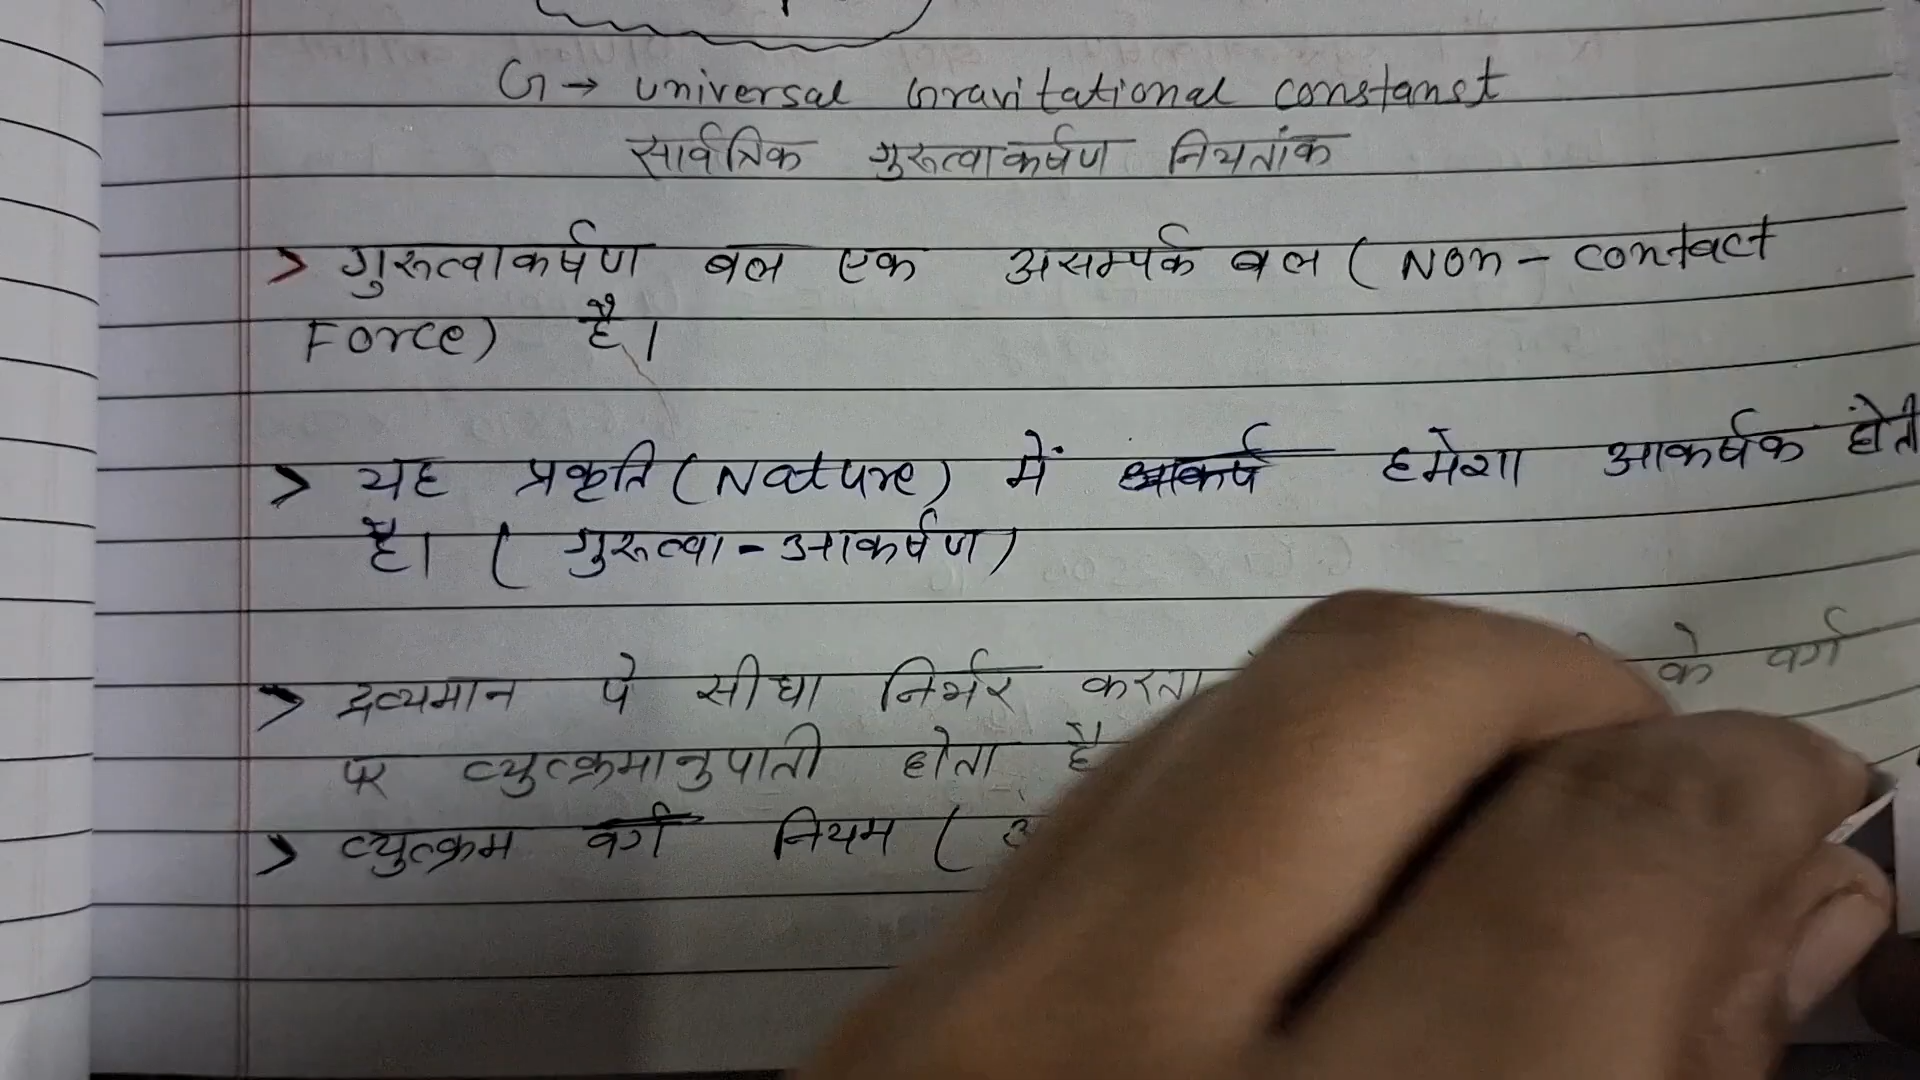 G → universal Gravitational constanst
सार्वत्रिक गुरूत्वाकर्षण नियतांक
> गुरूत्वाकर्षण बल एक असम्पर्क बल ( Non - contact
Force) है।
> यह प्रकृति (Nature) में आकर्ष हमेशा आकर्षक होती
है। ( गुरूत्वा - आकर्षण)
> द्रव्यमान पे सीधा निर्भर करता के वर्ग
पर व्युत्क्रमानुपाती होता है
> व्युत्क्रम वर्ग नियम (